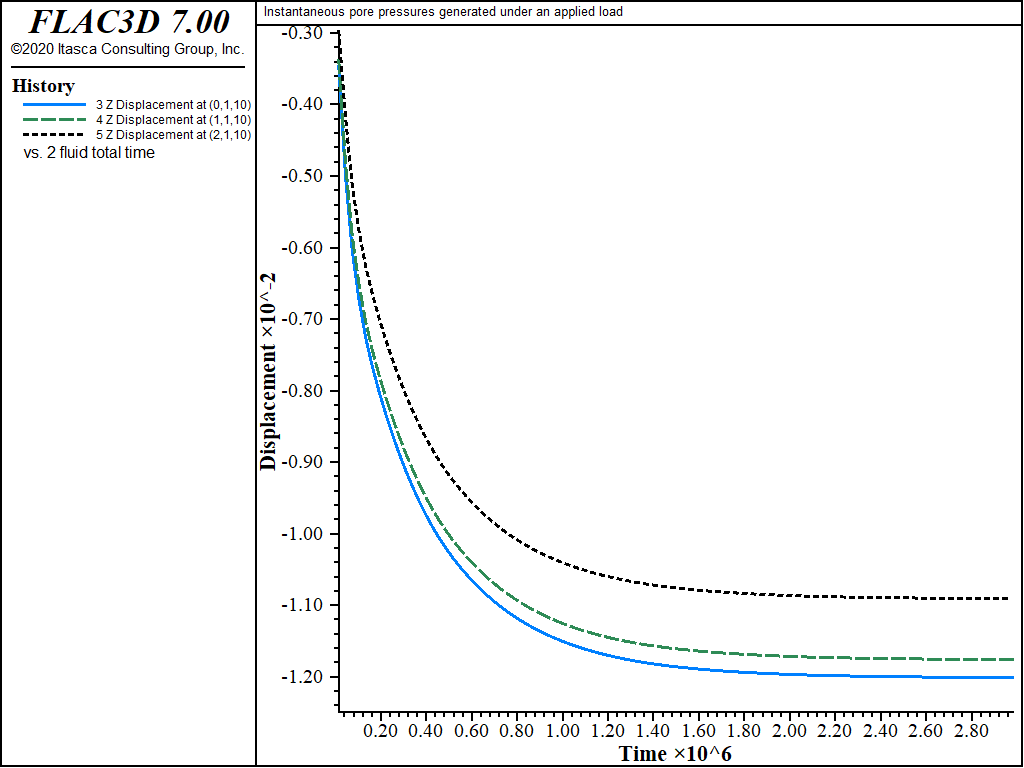 FLAC3D 7.00
©2020 Itasca Consulting Group, Inc.
History
3 Z Displacement at (0,1,10)
4 Z Displacement at (1,1,10)
5 Z Displacement at (2,1,10)
vs. 2 fluid total time
Instantaneous pore pressures generated under an applied load
-0.30
-0.40
-0.50
-0.60
-0.70
-0.80
-0.90
-1.00
-1.10
-1.20
Displacement ×10^-2
0.20 0.40 0.60 0.80 1.00 1.20 1.40 1.60 1.80 2.00 2.20 2.40 2.60 2.80
Time ×10^6